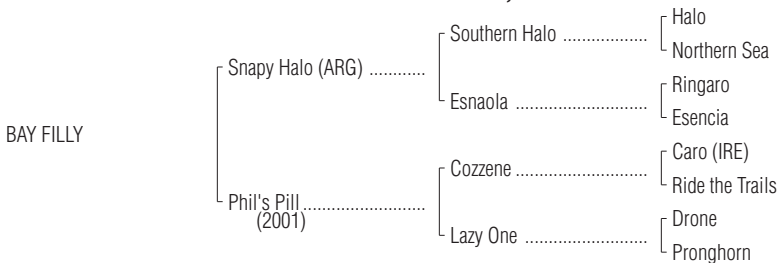 Halo
Southern Halo ..................
Northern Sea
Snapy Halo (ARG) ............
Ringaro
Esnaola ............................
Esencia
BAY FILLY
Caro (IRE)
Cozzene ............................
Ride the Trails
Phil's Pill ..........................
(2001)
Drone
Lazy One ..........................
Pronghorn